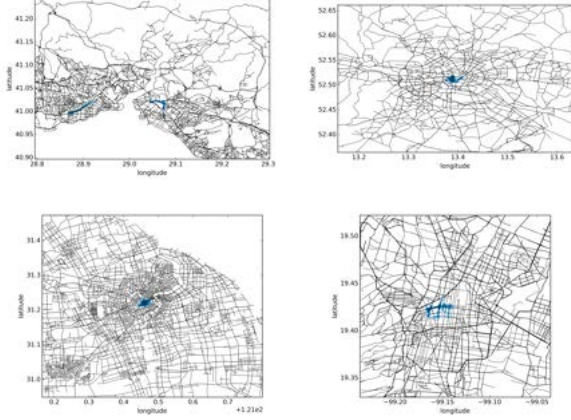 41.20
41.15
41.10
41.05
41.00
40.95
40.90
latitude
28.8 28.9 29.0 29.1 29.2 29.3
longitude
52.65
52.60
52.55
52.50
52.45
52.40
latitude
13.2 13.3 13.4 13.5 13.6
longitude
31.4
31.3
31.2
31.1
31.0
latitude
0.2 0.3 0.4 0.5 0.6 0.7
longitude
+1.21e2
19.50
19.45
19.40
19.35
latitude
−99.20 −99.15 −99.10 −99.05
longitude